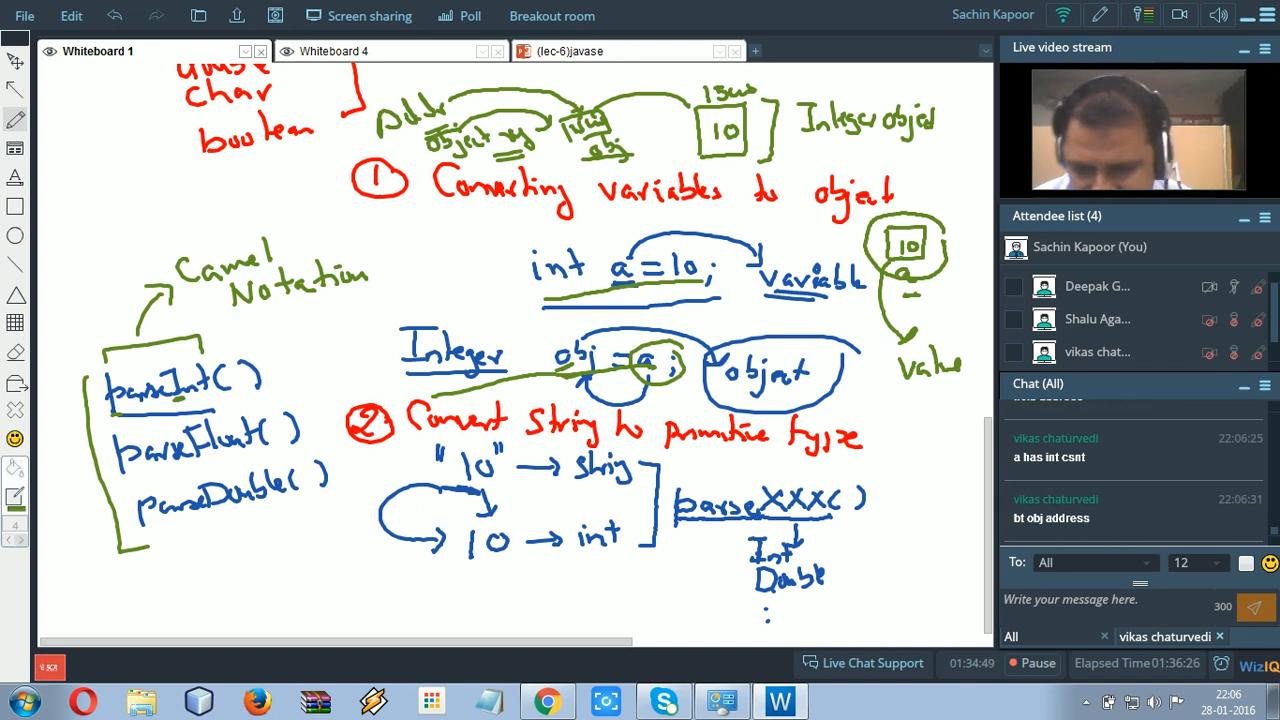 File Edit Screen sharing Poll Breakout room Sachin Kapoor
Whiteboard 1 Whiteboard 4 (lec-6)javase
Live video stream
char
boolean
Addr
object
obj
15cu
10
Integer object
① Converting variables to object
10
a
int a = 10; variable
Camel
Notation
value
Integer obj = a; object
parseInt( )
parseFloat( )
parseDouble( )
② Convert String to primitive type
"10" → string
10 → int
parseXXX( )
Int
Double
:
Attendee list (4)
Sachin Kapoor (You)
Deepak G...
Shalu Aga...
vikas chat...
Chat (All)
vikas chaturvedi 22:06:25
a has int csnt
vikas chaturvedi 22:06:31
bt obj address
To: All 12
Write your message here... 300
All vikas chaturvedi
4
Live Chat Support 01:34:49 Pause Elapsed Time 01:36:26 WizIQ
22:06
28-01-2016